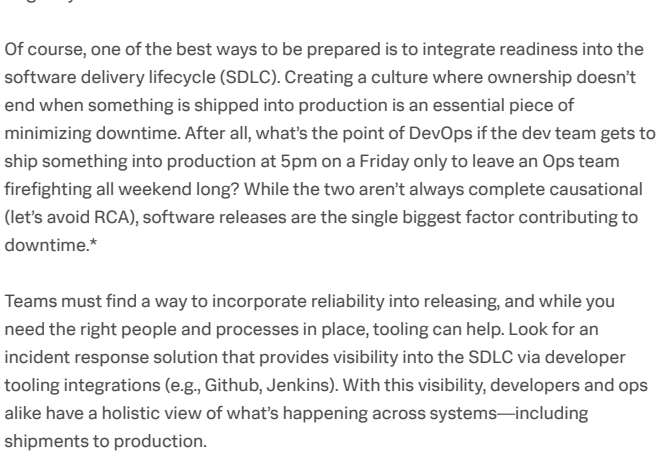 Of course, one of the best ways to be prepared is to integrate readiness into the
software delivery lifecycle (SDLC). Creating a culture where ownership doesn’t
end when something is shipped into production is an essential piece of
minimizing downtime. After all, what’s the point of DevOps if the dev team gets to
ship something into production at 5pm on a Friday only to leave an Ops team
firefighting all weekend long? While the two aren’t always complete causational
(let’s avoid RCA), software releases are the single biggest factor contributing to
downtime.*
Teams must find a way to incorporate reliability into releasing, and while you
need the right people and processes in place, tooling can help. Look for an
incident response solution that provides visibility into the SDLC via developer
tooling integrations (e.g., Github, Jenkins). With this visibility, developers and ops
alike have a holistic view of what’s happening across systems—including
shipments to production.